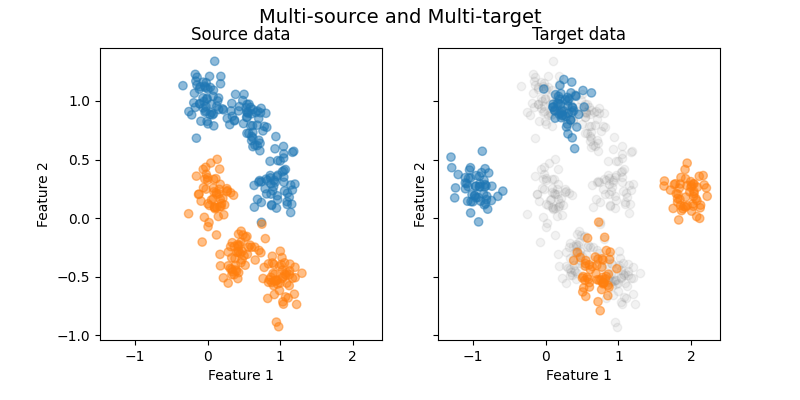 Multi-source and Multi-target
Source data
Target data
Feature 2
1.0
0.5
0.0
−0.5
−1.0
−1 0 1 2
Feature 1
Feature 2
−1 0 1 2
Feature 1